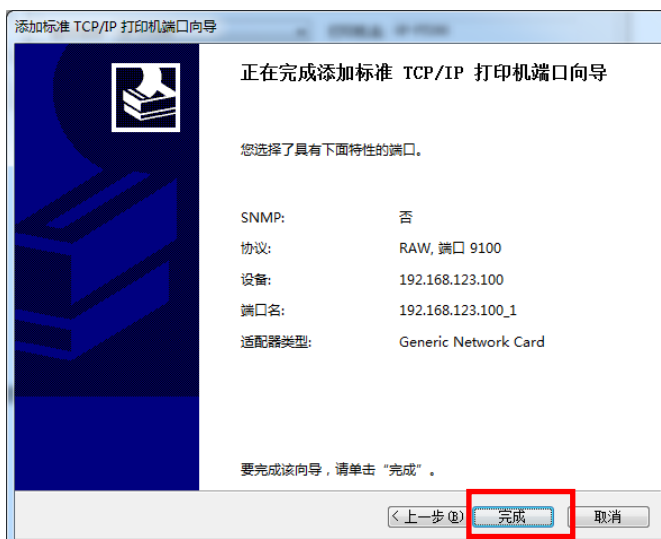 添加标准 TCP/IP 打印机端口向导
正在完成添加标准 TCP/IP 打印机端口向导
您选择了具有下面特性的端口。
SNMP: 否
协议: RAW, 端口 9100
设备: 192.168.123.100
端口名: 192.168.123.100_1
适配器类型: Generic Network Card
要完成该向导，请单击“完成”。
< 上一步(B) 完成 取消